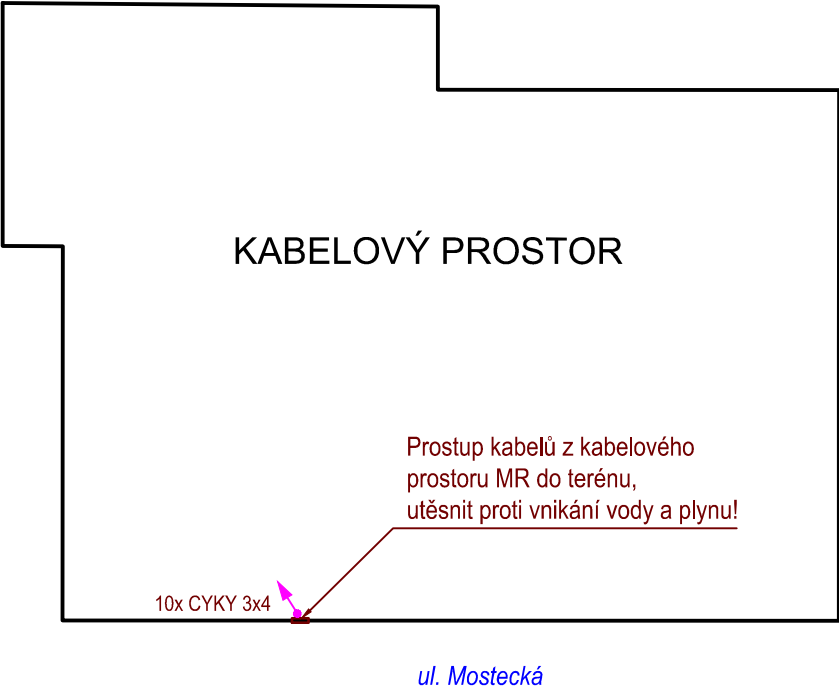 KABELOVÝ PROSTOR
Prostup kabelů z kabelového
prostoru MR do terénu,
utěsnit proti vnikání vody a plynu!
10x CYKY 3x4
ul. Mostecká